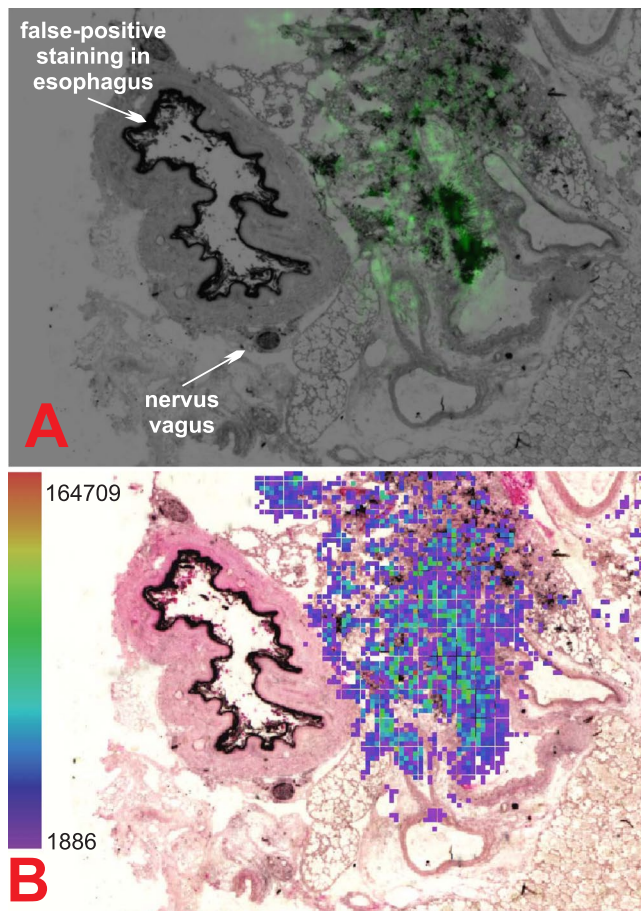 false-positive
staining in
esophagus
nervus
vagus
A
164709
1886
B